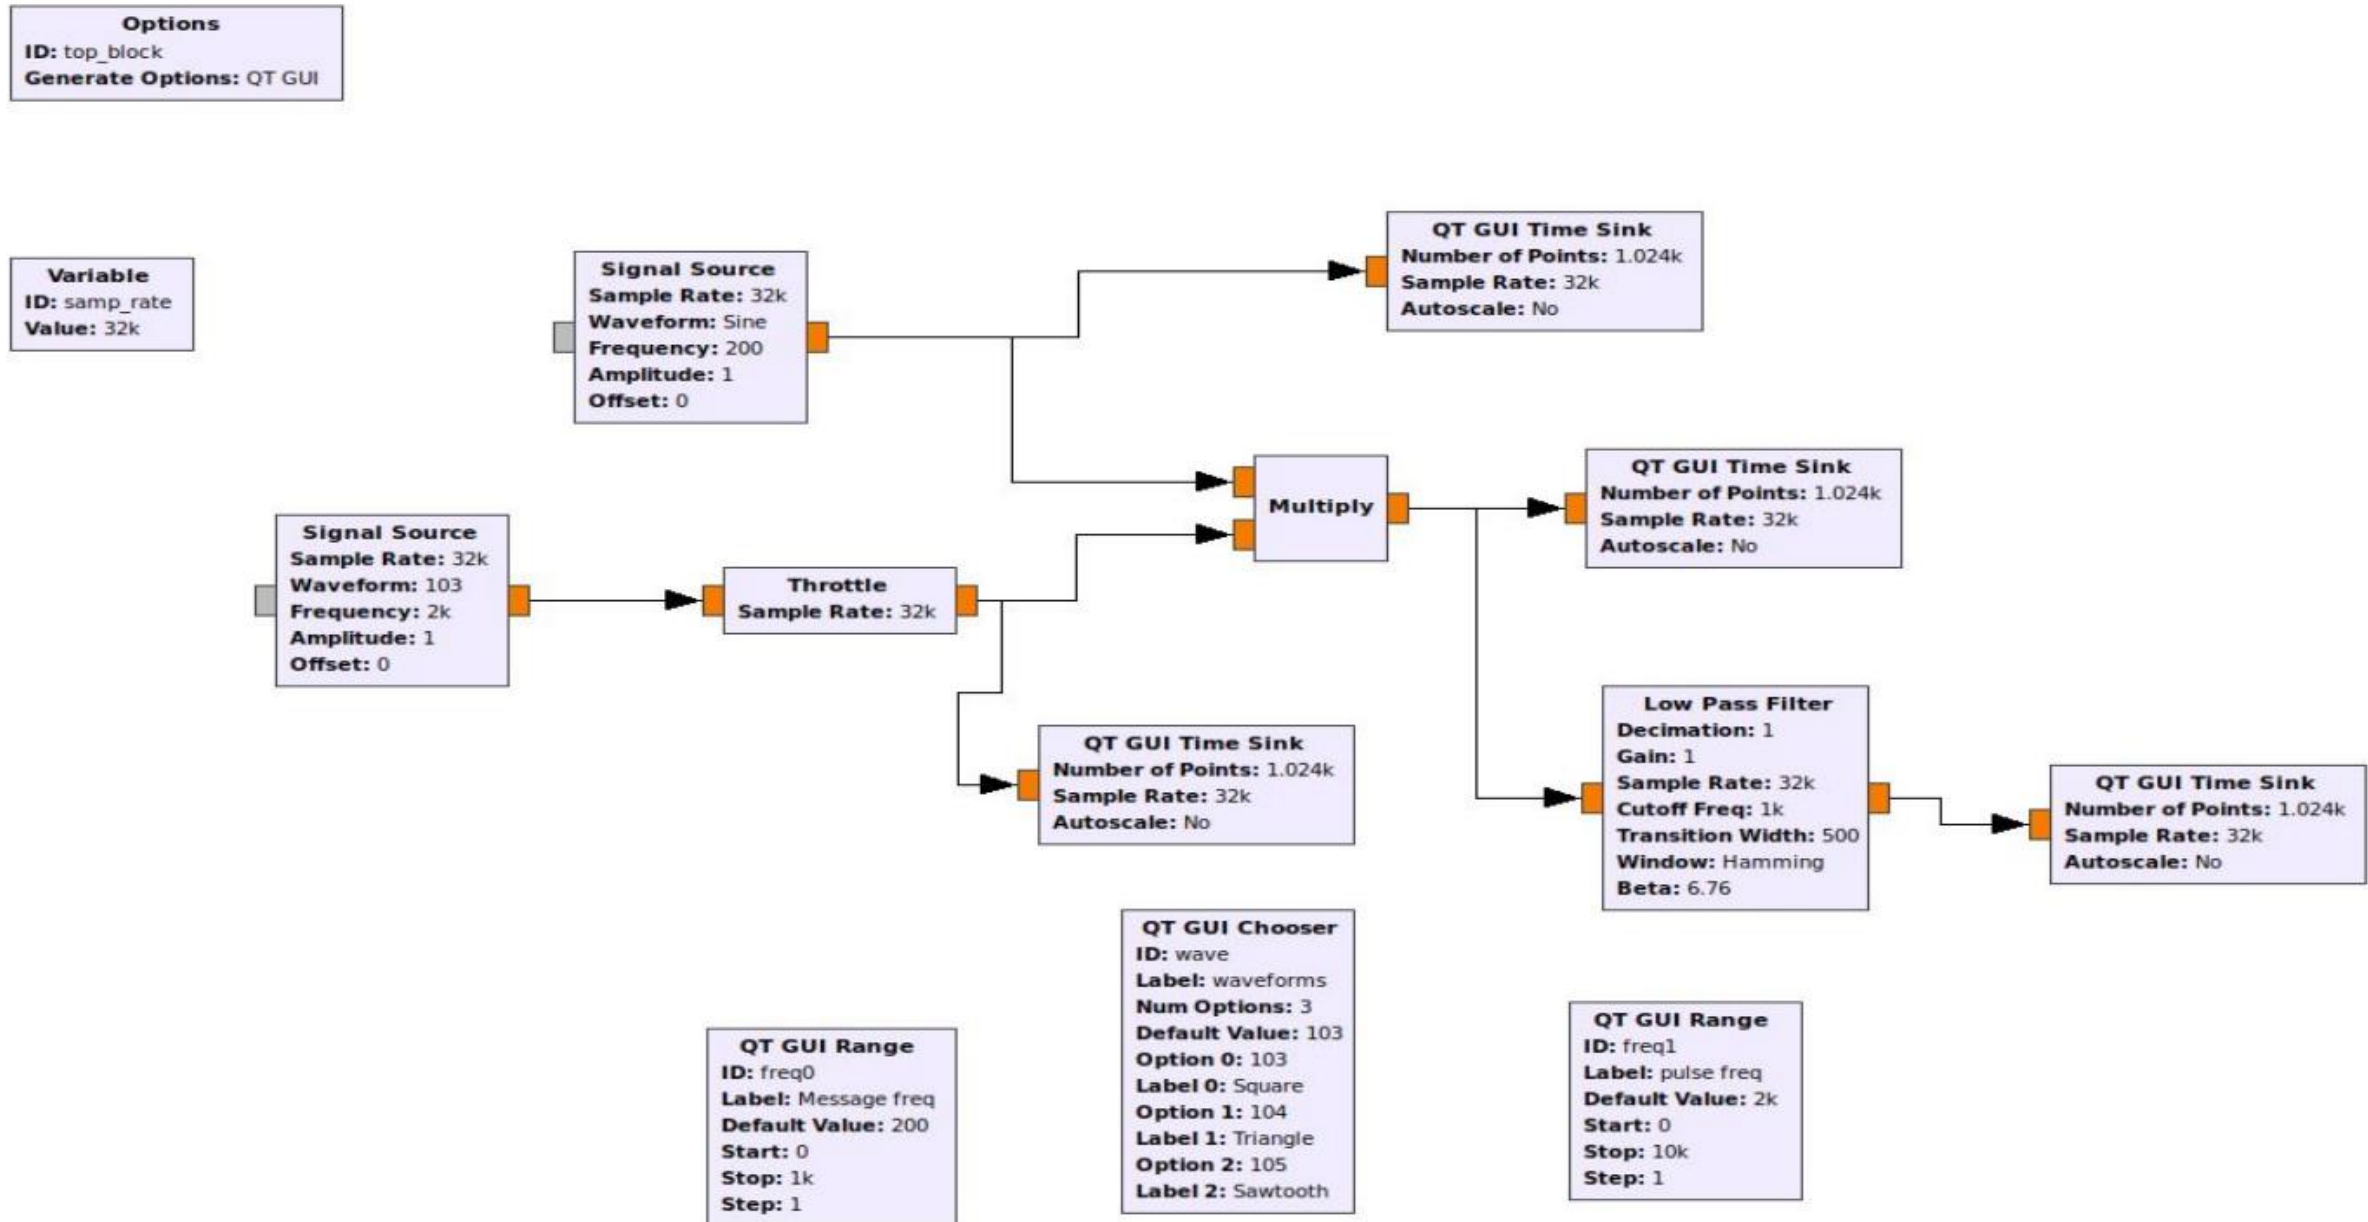 Options
ID: top_block
Generate Options: QT GUI
Variable
ID: samp_rate
Value: 32k
Signal Source
Sample Rate: 32k
Waveform: Sine
Frequency: 200
Amplitude: 1
Offset: 0
QT GUI Time Sink
Number of Points: 1.024k
Sample Rate: 32k
Autoscale: No
Signal Source
Sample Rate: 32k
Waveform: 103
Frequency: 2k
Amplitude: 1
Offset: 0
Throttle
Sample Rate: 32k
Multiply
QT GUI Time Sink
Number of Points: 1.024k
Sample Rate: 32k
Autoscale: No
QT GUI Time Sink
Number of Points: 1.024k
Sample Rate: 32k
Autoscale: No
Low Pass Filter
Decimation: 1
Gain: 1
Sample Rate: 32k
Cutoff Freq: 1k
Transition Width: 500
Window: Hamming
Beta: 6.76
QT GUI Time Sink
Number of Points: 1.024k
Sample Rate: 32k
Autoscale: No
QT GUI Range
ID: freq0
Label: Message freq
Default Value: 200
Start: 0
Stop: 1k
Step: 1
QT GUI Chooser
ID: wave
Label: waveforms
Num Options: 3
Default Value: 103
Option 0: 103
Label 0: Square
Option 1: 104
Label 1: Triangle
Option 2: 105
Label 2: Sawtooth
QT GUI Range
ID: freq1
Label: pulse freq
Default Value: 2k
Start: 0
Stop: 10k
Step: 1